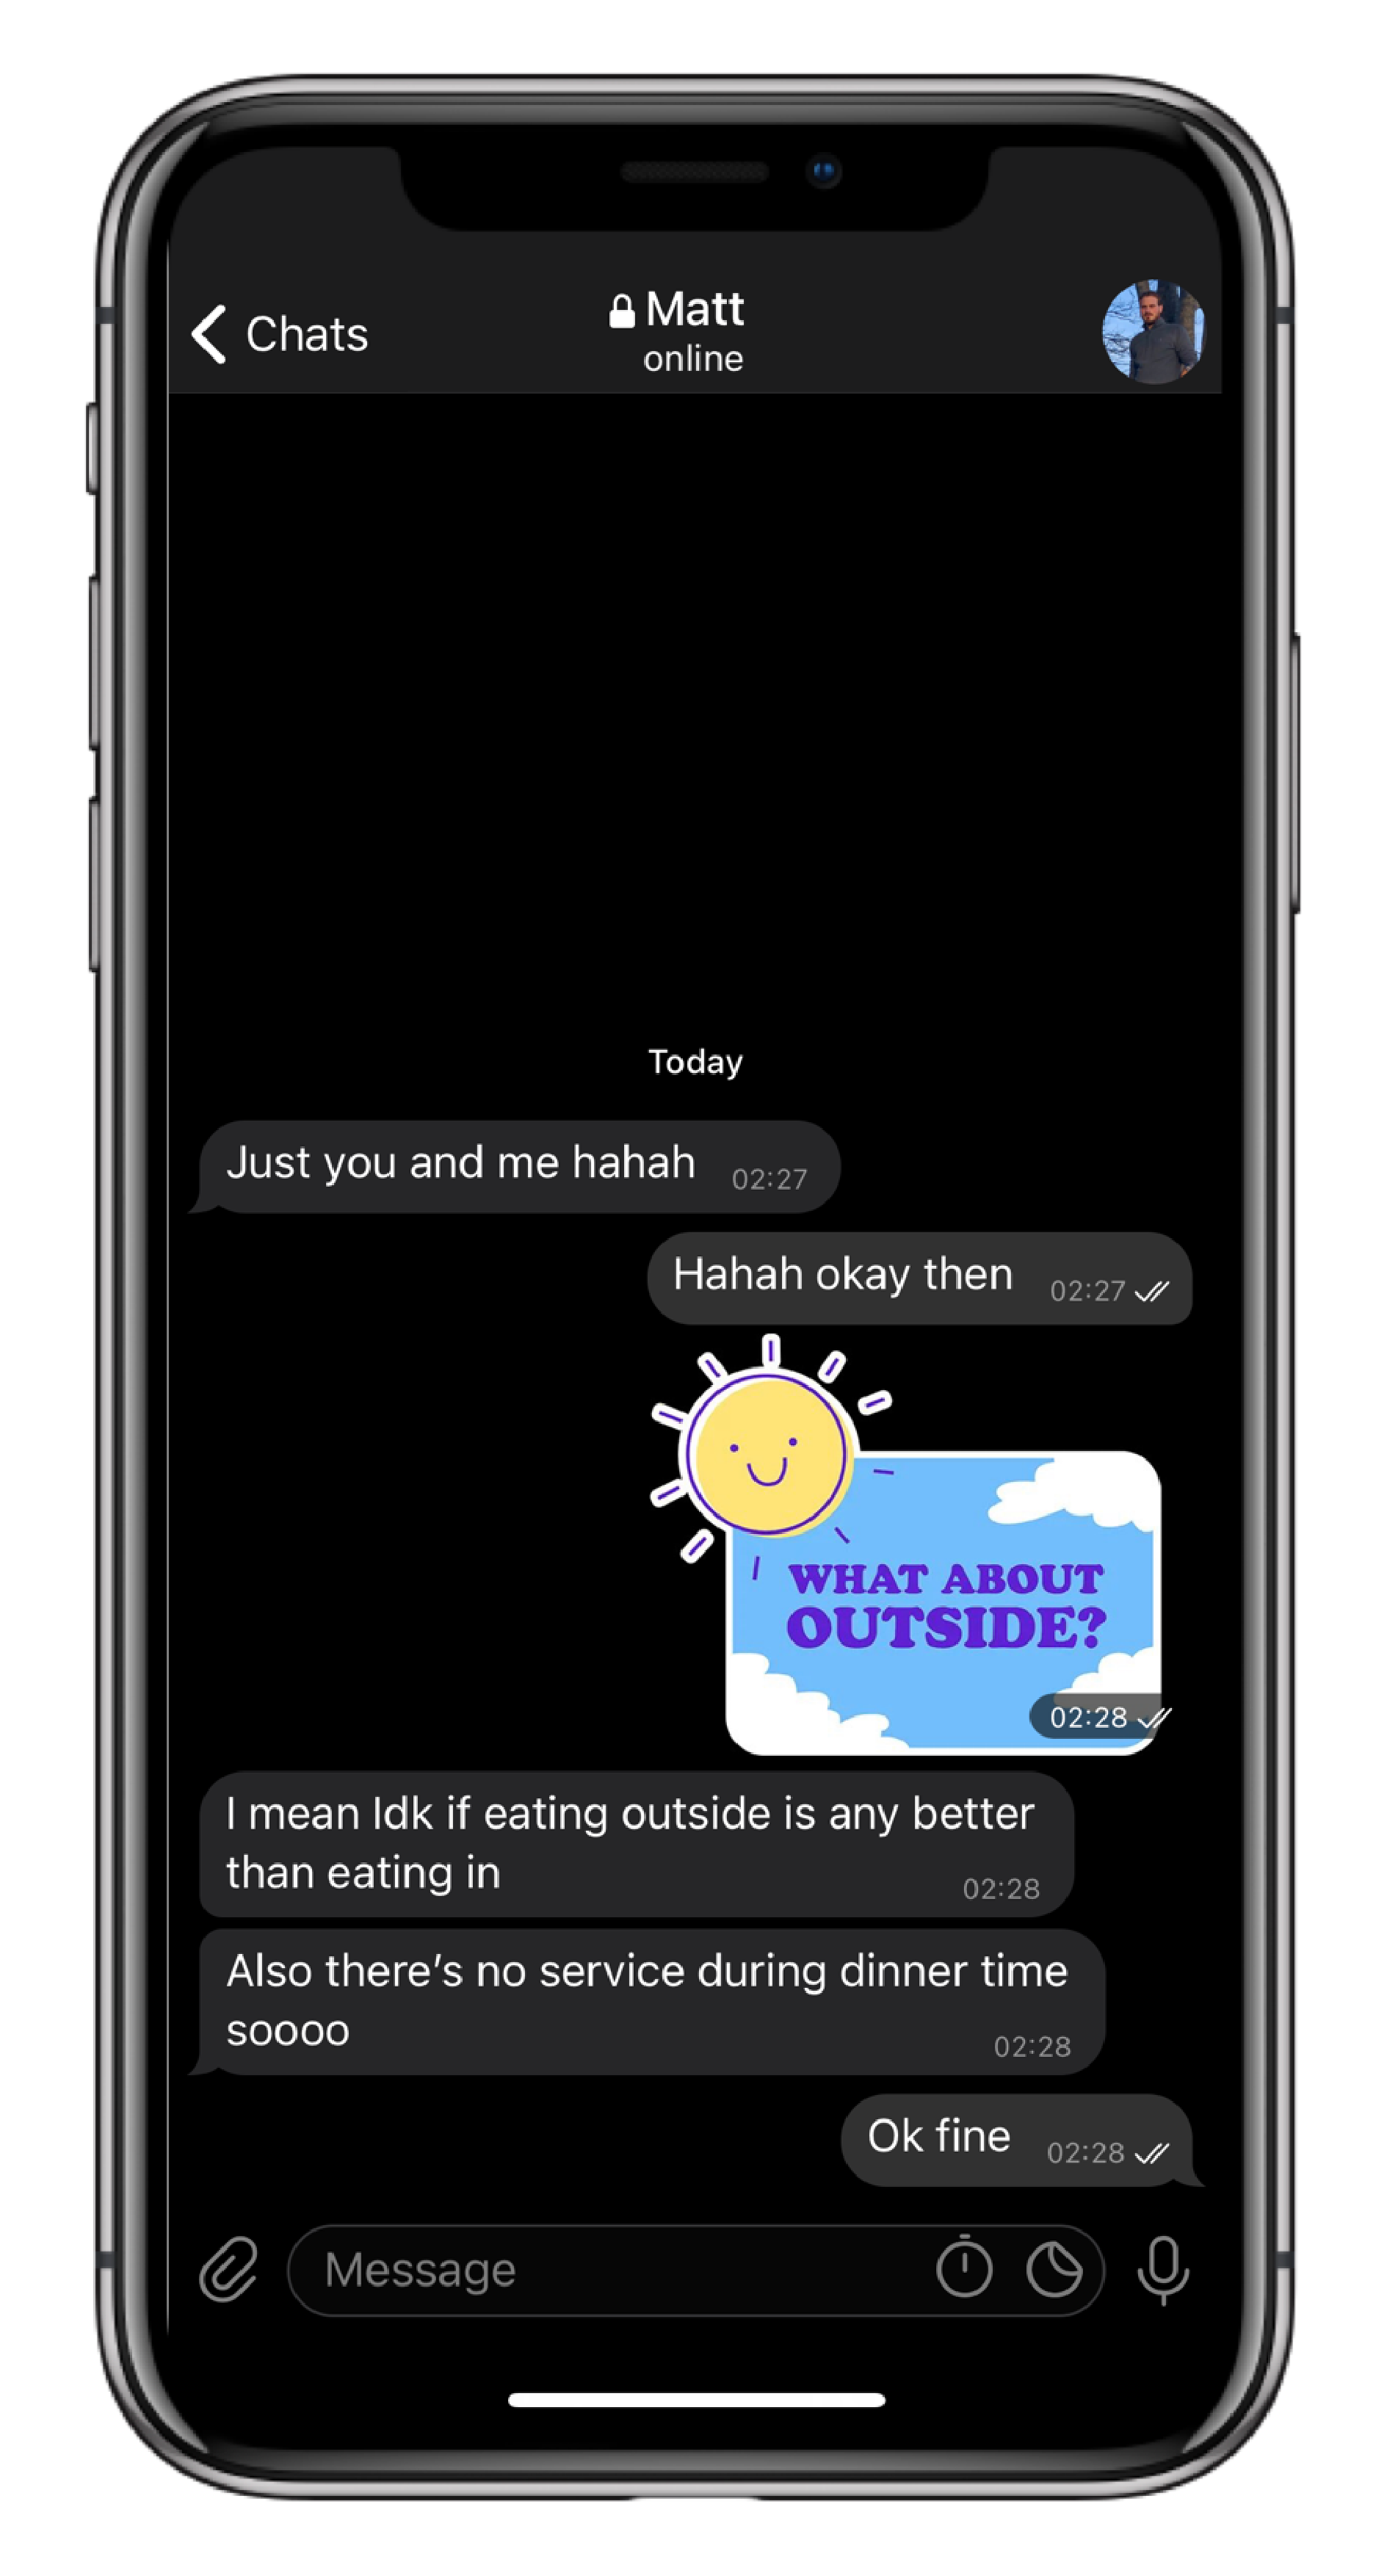 Chats
Matt
online
Today
Just you and me hahah 02:27
Hahah okay then 02:27
WHAT ABOUT
OUTSIDE?
02:28
I mean Idk if eating outside is any better
than eating in 02:28
Also there’s no service during dinner time
soooo 02:28
Ok fine 02:28
Message